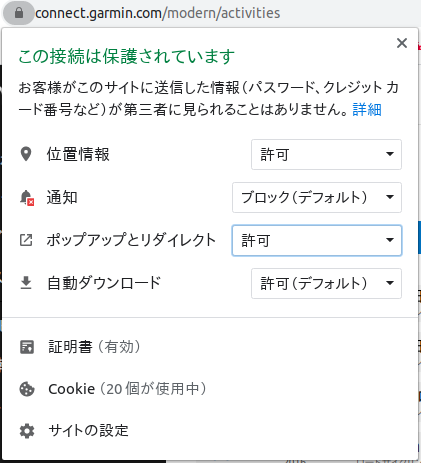 connect.garmin.com/modern/activities
この接続は保護されています
お客様がこのサイトに送信した情報（パスワード、クレジット カ
ード番号など）が第三者に見られることはありません。 詳細
位置情報 許可
通知 ブロック（デフォルト）
ポップアップとリダイレクト 許可
自動ダウンロード 許可（デフォルト）
証明書（有効）
Cookie（20 個が使用中）
サイトの設定